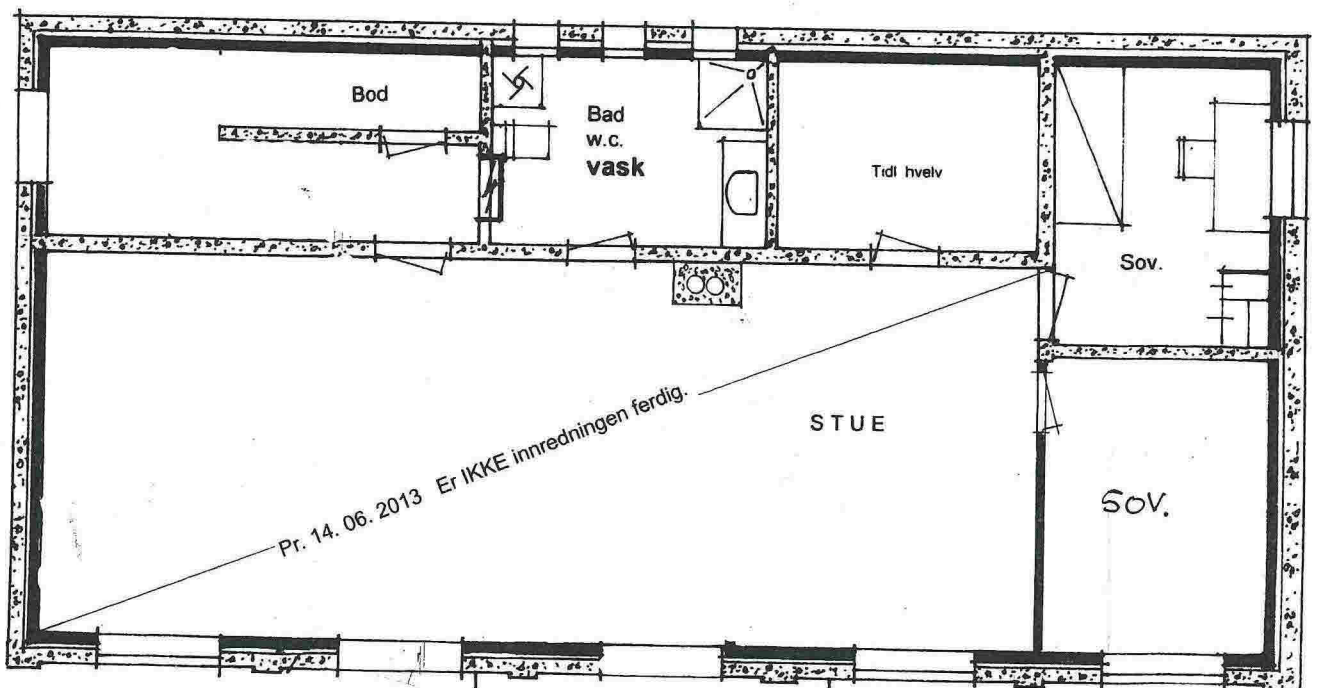 Bod
Bad
w.c.
vask
Tidl hvelv
Sov.
STUE
Pr. 14. 06. 2013 Er IKKE innredningen ferdig.
SOV.